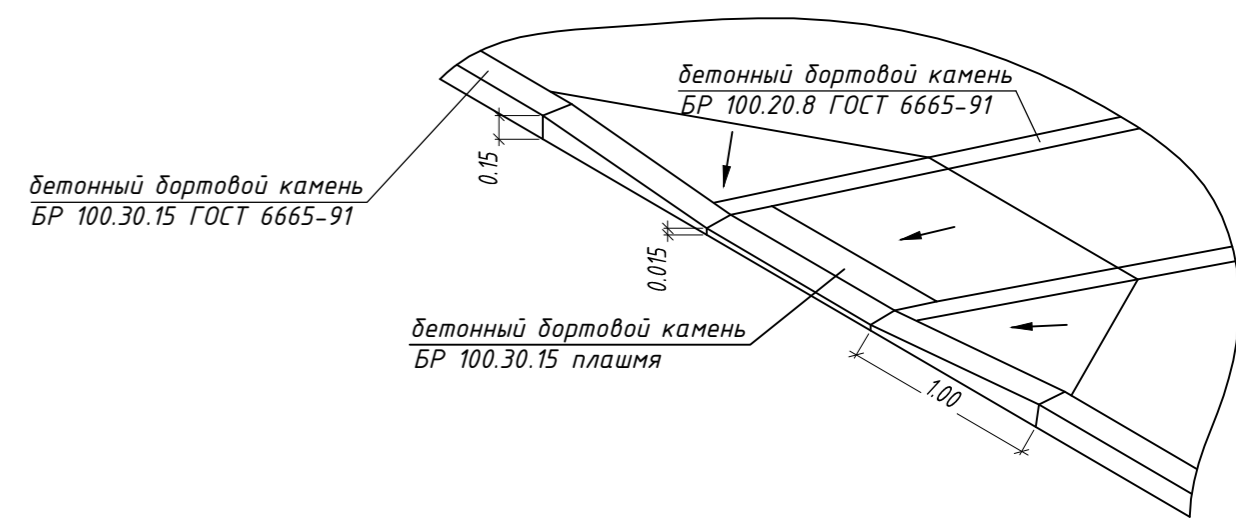 бетонный бортовой камень
БР 100.20.8 ГОСТ 6665-91
0.15
бетонный бортовой камень
БР 100.30.15 ГОСТ 6665-91
0.015
бетонный бортовой камень
БР 100.30.15 плашмя
1.00